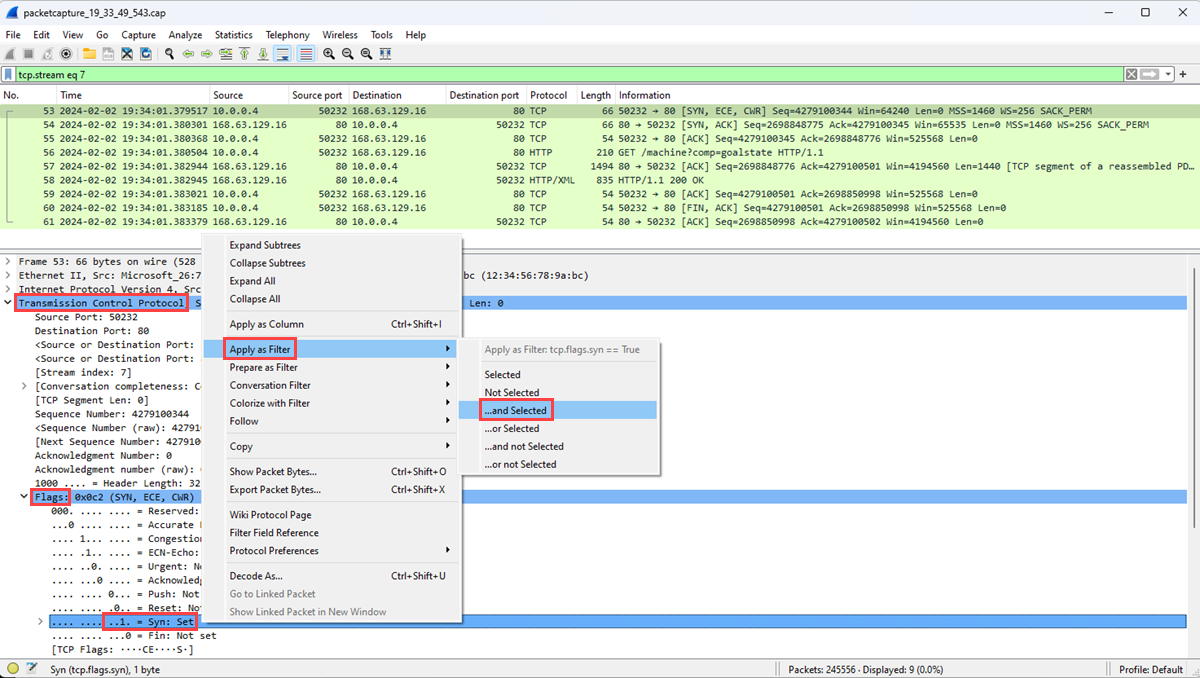 packetcapture_19_33_49_543.cap
File Edit View Go Capture Analyze Statistics Telephony Wireless Tools Help
tcp.stream eq 7
No. Time Source Source port Destination Destination port Protocol Length Information
53 2024-02-02 19:34:01.379517 10.0.0.4 50232 168.63.129.16 80 TCP 66 50232 → 80 [SYN, ECE, CWR] Seq=4279100344 Win=64240 Len=0 MSS=1460 WS=256 SACK_PERM
54 2024-02-02 19:34:01.380301 168.63.129.16 80 10.0.0.4 50232 TCP 66 80 → 50232 [SYN, ACK] Seq=2698848775 Ack=4279100345 Win=65535 Len=0 MSS=1460 WS=256 SACK_PERM
55 2024-02-02 19:34:01.380368 10.0.0.4 50232 168.63.129.16 80 TCP 54 50232 → 80 [ACK] Seq=4279100345 Ack=2698848776 Win=525568 Len=0
56 2024-02-02 19:34:01.380504 10.0.0.4 50232 168.63.129.16 80 HTTP 210 GET /machine?comp=goalstate HTTP/1.1
57 2024-02-02 19:34:01.382944 168.63.129.16 80 10.0.0.4 50232 TCP 1494 80 → 50232 [ACK] Seq=2698848776 Ack=4279100501 Win=4194560 Len=1440 [TCP segment of a reassembled PD…
58 2024-02-02 19:34:01.382945 168.63.129.16 80 10.0.0.4 50232 HTTP/XML 835 HTTP/1.1 200 OK
59 2024-02-02 19:34:01.383021 10.0.0.4 50232 168.63.129.16 80 TCP 54 50232 → 80 [ACK] Seq=4279100501 Ack=2698850998 Win=525568 Len=0
60 2024-02-02 19:34:01.383185 10.0.0.4 50232 168.63.129.16 80 TCP 54 50232 → 80 [FIN, ACK] Seq=4279100501 Ack=2698850998 Win=525568 Len=0
61 2024-02-02 19:34:01.383379 168.63.129.16 80 10.0.0.4 50232 TCP 54 80 → 50232 [ACK] Seq=2698850998 Ack=4279100502 Win=4194560 Len=0
Frame 53: 66 bytes on wire (528
Ethernet II, Src: Microsoft_26:7 bc (12:34:56:78:9a:bc)
Internet Protocol Version 4, Src
Transmission Control Protocol, S Len: 0
Source Port: 50232
Destination Port: 80
<Source or Destination Port:
<Source or Destination Port:
[Stream index: 7]
[Conversation completeness: Co
[TCP Segment Len: 0]
Sequence Number: 4279100344
<Sequence Number (raw): 42791
[Next Sequence Number: 427910
Acknowledgment Number: 0
Acknowledgment number (raw):
1000 .... = Header Length: 32
Flags: 0x0c2 (SYN, ECE, CWR)
000. .... .... = Reserved:
...0 .... .... = Accurate
.... 1... .... = Congestion
.... .1.. .... = ECN-Echo:
.... ..0. .... = Urgent: No
.... ...0 .... = Acknowledg
.... .... 0... = Push: Not
.... .... .0.. = Reset: No
.... .... ..1. = Syn: Set
.... .... ...0 = Fin: Not set
[TCP Flags: ····CE····S·]
Expand Subtrees
Collapse Subtrees
Expand All
Collapse All
Apply as Column Ctrl+Shift+I
Apply as Filter
Prepare as Filter
Conversation Filter
Colorize with Filter
Follow
Copy
Show Packet Bytes... Ctrl+Shift+O
Export Packet Bytes... Ctrl+Shift+X
Wiki Protocol Page
Filter Field Reference
Protocol Preferences
Decode As... Ctrl+Shift+U
Go to Linked Packet
Show Linked Packet in New Window
Apply as Filter: tcp.flags.syn == True
Selected
Not Selected
...and Selected
...or Selected
...and not Selected
...or not Selected
Syn (tcp.flags.syn), 1 byte
Packets: 245556 · Displayed: 9 (0.0%)
Profile: Default